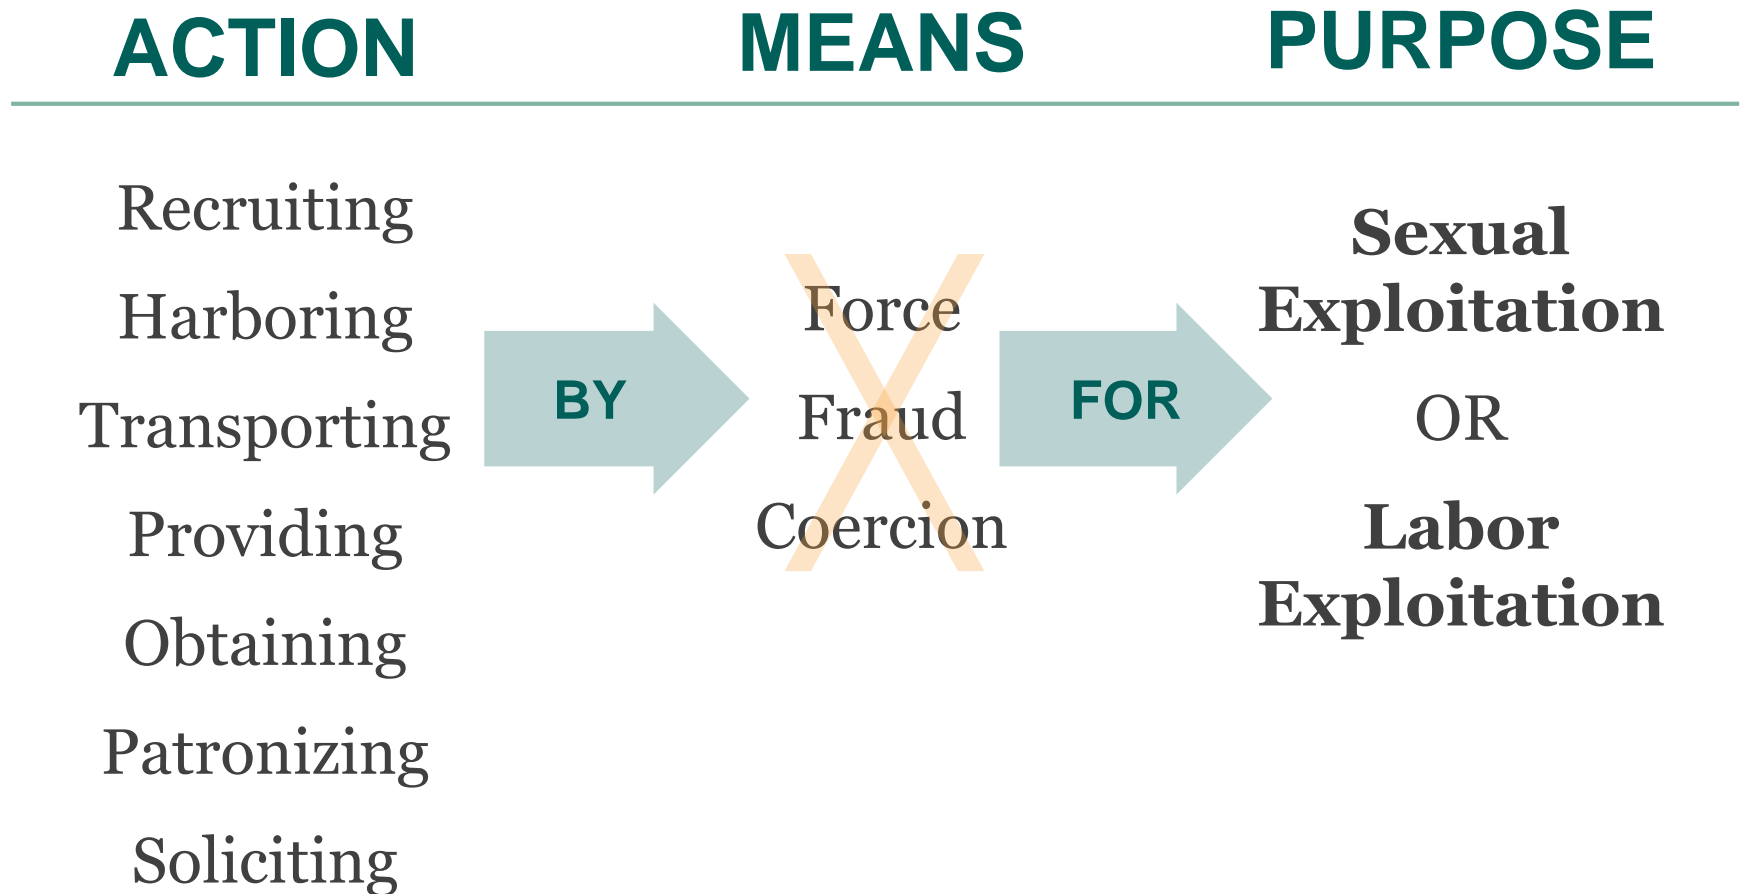 ACTION
Recruiting
Harboring
Transporting
Providing
Obtaining
Patronizing
Soliciting
BY
MEANS
Force
Fraud
Coercion
FOR
PURPOSE
Sexual
Exploitation
OR
Labor
Exploitation